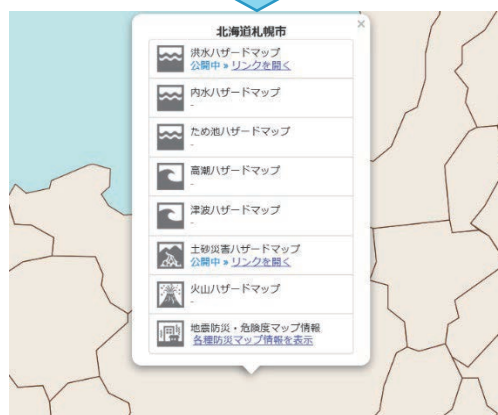 北海道札幌市
×
洪水ハザードマップ
公開中 » リンクを開く
内水ハザードマップ
-
ため池ハザードマップ
-
高潮ハザードマップ
-
津波ハザードマップ
-
土砂災害ハザードマップ
公開中 » リンクを開く
火山ハザードマップ
-
地震防災・危険度マップ情報
各種防災マップ情報を表示